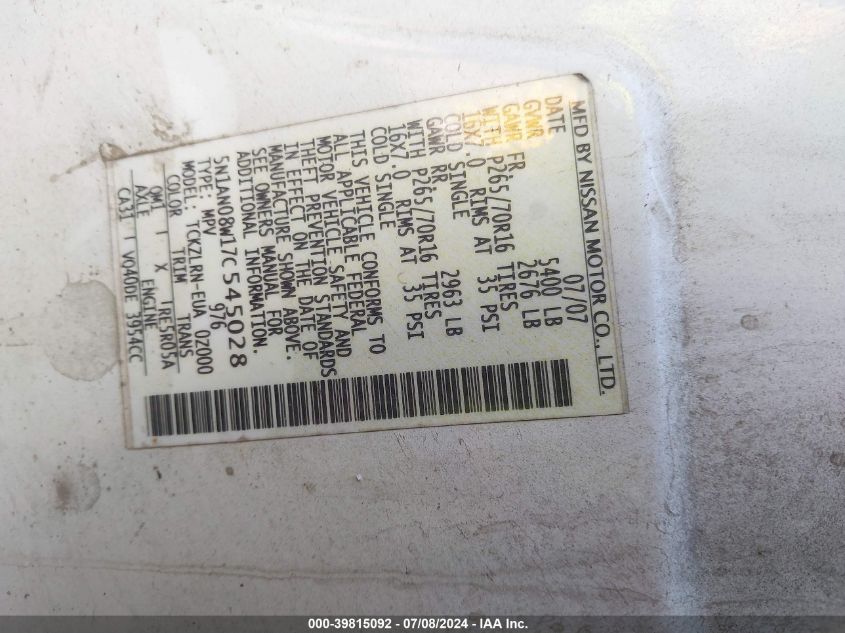 MFD BY NISSAN MOTOR CO., LTD.
DATE 07/07
GVWR 5400 LB
GAWR FR. 2676 LB
WITH P265/70R16 TIRES
16X7.0 RIMS AT 35 PSI
COLD SINGLE
GAWR RR 2963 LB
WITH P265/70R16 TIRES
16X7.0 RIMS AT 35 PSI
COLD SINGLE
THIS VEHICLE CONFORMS TO
ALL APPLICABLE FEDERAL
MOTOR VEHICLE SAFETY AND
THEFT PREVENTION STANDARDS
IN EFFECT ON THE DATE OF
MANUFACTURE SHOWN ABOVE.
SEE OWNERS MANUAL FOR
ADDITIONAL INFORMATION.
5N1AN08W17C545028
TYPE: MPV 976
MODEL: TCKZLRN-EUA 0Z000
COLOR TRIM TRANS
QM1 X TRE5R05A
AXLE ENGINE
CA31 VQ40DE 3954CC
000-39815092 - 07/08/2024 - IAA Inc.